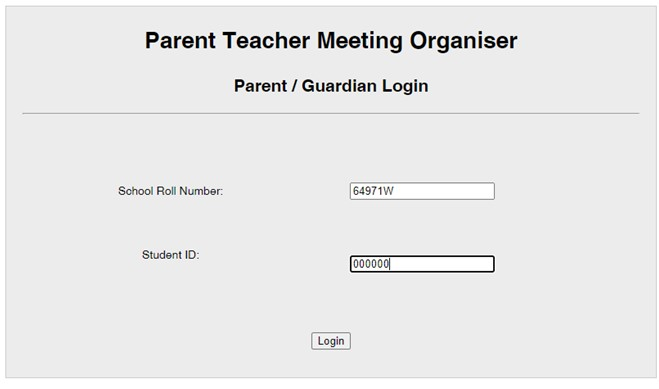 Parent Teacher Meeting Organiser
Parent / Guardian Login
School Roll Number: 64971W
Student ID: 000000
Login